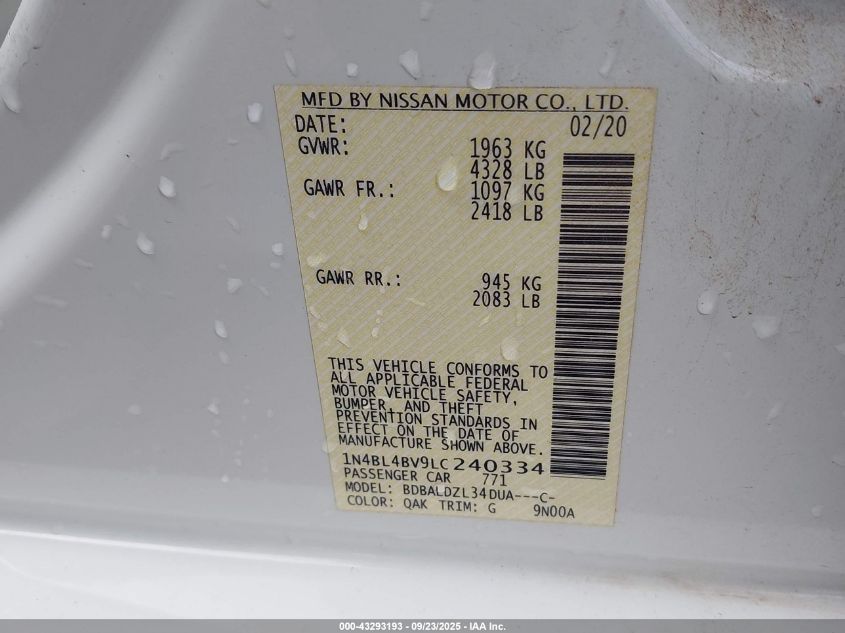 MFD BY NISSAN MOTOR CO., LTD.
DATE: 02/20
GVWR: 1963 KG
4328 LB
GAWR FR.: 1097 KG
2418 LB
GAWR RR.: 945 KG
2083 LB
THIS VEHICLE CONFORMS TO
ALL APPLICABLE FEDERAL
MOTOR VEHICLE SAFETY,
BUMPER, AND THEFT
PREVENTION STANDARDS IN
EFFECT ON THE DATE OF
MANUFACTURE SHOWN ABOVE.
1N4BL4BV9LC240334
PASSENGER CAR 771
MODEL: BDBALDZL34DUA---C-
COLOR: QAK TRIM: G 9N00A
000-43293193 - 09/23/2025 - IAA Inc.